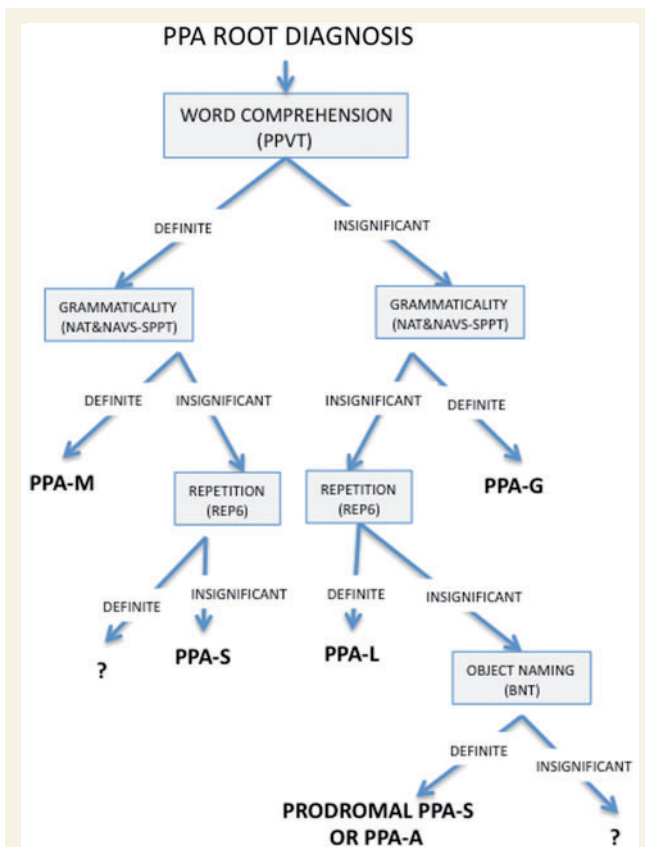 PPA ROOT DIAGNOSIS
WORD COMPREHENSION
(PPVT)
DEFINITE
INSIGNIFICANT
GRAMMATICALITY
(NAT&NAVS-SPPT)
GRAMMATICALITY
(NAT&NAVS-SPPT)
DEFINITE
INSIGNIFICANT
INSIGNIFICANT
DEFINITE
PPA-M
REPETITION
(REP6)
REPETITION
(REP6)
PPA-G
DEFINITE
INSIGNIFICANT
DEFINITE
INSIGNIFICANT
?
PPA-S
PPA-L
OBJECT NAMING
(BNT)
DEFINITE
INSIGNIFICANT
PRODROMAL PPA-S
OR PPA-A
?